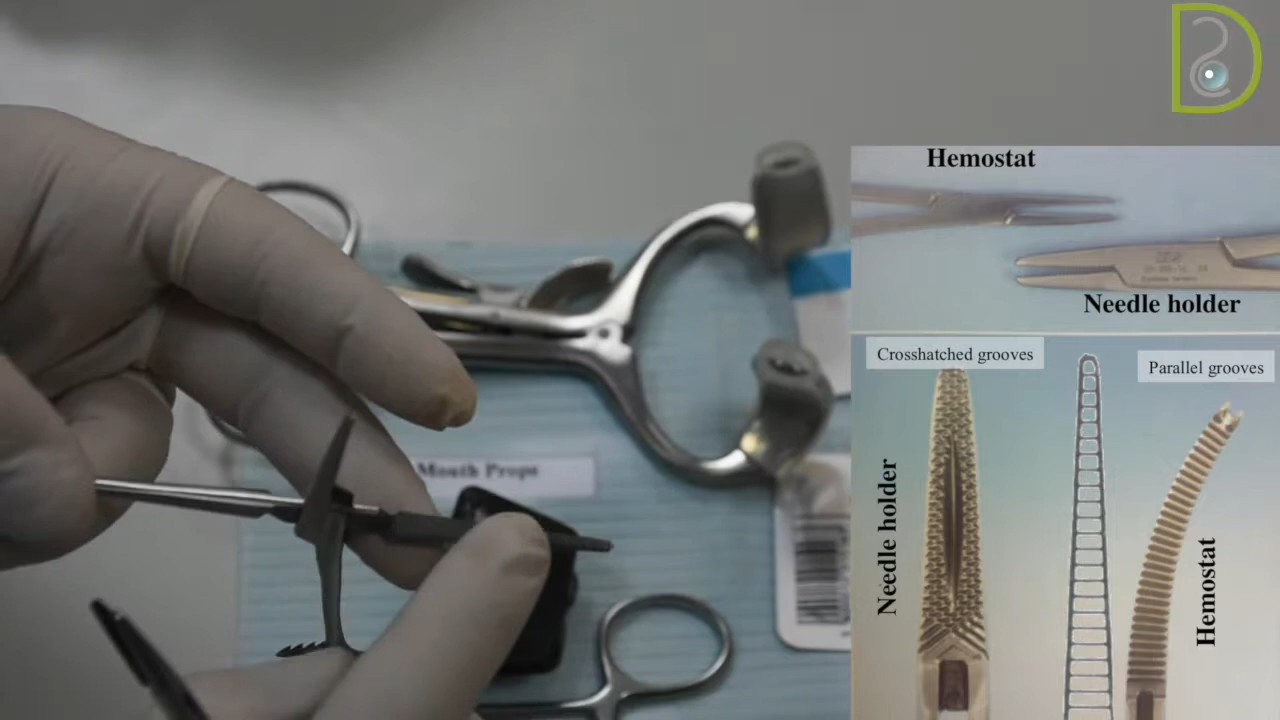 Mouth Props
Hemostat
Needle holder
Crosshatched grooves
Parallel grooves
Needle holder
Hemostat